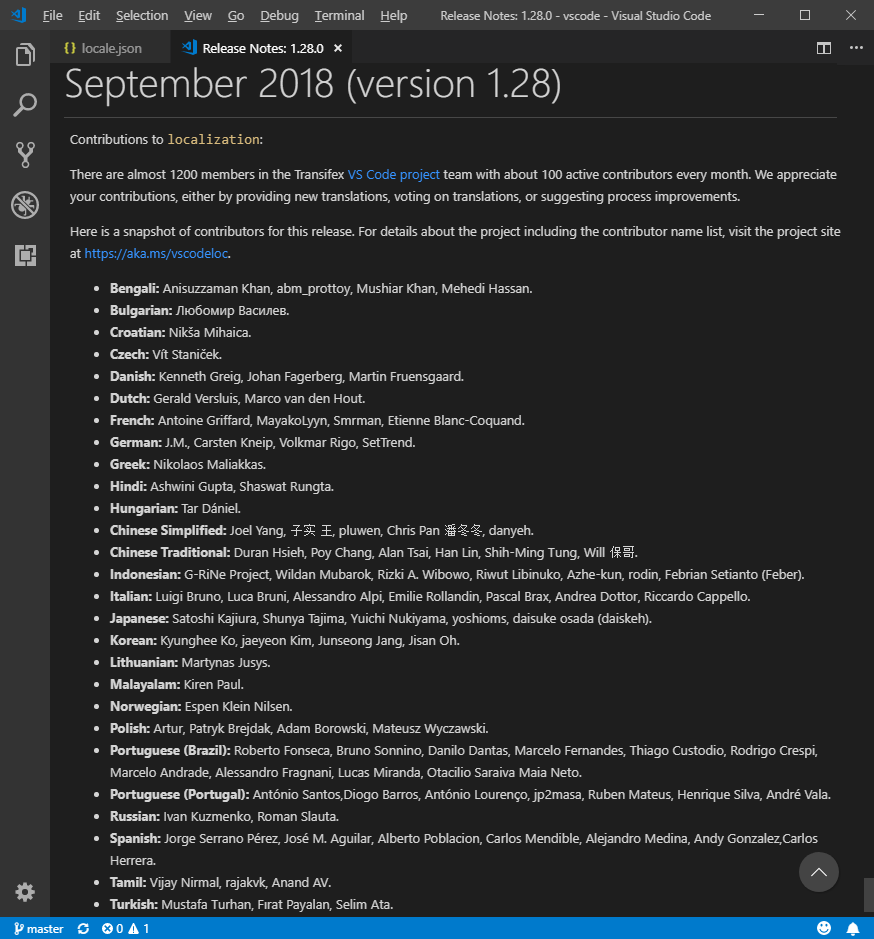 File Edit Selection View Go Debug Terminal Help Release Notes: 1.28.0 - vscode - Visual Studio Code
{} locale.json Release Notes: 1.28.0
September 2018 (version 1.28)
Contributions to localization:
There are almost 1200 members in the Transifex VS Code project team with about 100 active contributors every month. We appreciate
your contributions, either by providing new translations, voting on translations, or suggesting process improvements.
Here is a snapshot of contributors for this release. For details about the project including the contributor name list, visit the project site
at https://aka.ms/vscodeloc.
• Bengali: Anisuzzaman Khan, abm_prottoy, Mushiar Khan, Mehedi Hassan.
• Bulgarian: Любомир Василев.
• Croatian: Nikša Mihaica.
• Czech: Vít Staniček.
• Danish: Kenneth Greig, Johan Fagerberg, Martin Fruensgaard.
• Dutch: Gerald Versluis, Marco van den Hout.
• French: Antoine Griffard, MayakoLyyn, Smrman, Etienne Blanc-Coquand.
• German: J.M., Carsten Kneip, Volkmar Rigo, SetTrend.
• Greek: Nikolaos Maliakkas.
• Hindi: Ashwini Gupta, Shaswat Rungta.
• Hungarian: Tar Dániel.
• Chinese Simplified: Joel Yang, 子实 王, pluwen, Chris Pan 潘冬冬, danyeh.
• Chinese Traditional: Duran Hsieh, Poy Chang, Alan Tsai, Han Lin, Shih-Ming Tung, Will 保哥.
• Indonesian: G-RiNe Project, Wildan Mubarok, Rizki A. Wibowo, Riwut Libinuko, Azhe-kun, rodin, Febrian Setianto (Feber).
• Italian: Luigi Bruno, Luca Bruni, Alessandro Alpi, Emilie Rollandin, Pascal Brax, Andrea Dottor, Riccardo Cappello.
• Japanese: Satoshi Kajiura, Shunya Tajima, Yuichi Nukiyama, yoshioms, daisuke osada (daiskeh).
• Korean: Kyunghee Ko, jaeyeon Kim, Junseong Jang, Jisan Oh.
• Lithuanian: Martynas Jusys.
• Malayalam: Kiren Paul.
• Norwegian: Espen Klein Nilsen.
• Polish: Artur, Patryk Brejdak, Adam Borowski, Mateusz Wyczawski.
• Portuguese (Brazil): Roberto Fonseca, Bruno Sonnino, Danilo Dantas, Marcelo Fernandes, Thiago Custodio, Rodrigo Crespi,
Marcelo Andrade, Alessandro Fragnani, Lucas Miranda, Otacilio Saraiva Maia Neto.
• Portuguese (Portugal): António Santos,Diogo Barros, António Lourenço, jp2masa, Ruben Mateus, Henrique Silva, André Vala.
• Russian: Ivan Kuzmenko, Roman Slauta.
• Spanish: Jorge Serrano Pérez, José M. Aguilar, Alberto Poblacion, Carlos Mendible, Alejandro Medina, Andy Gonzalez,Carlos
Herrera.
• Tamil: Vijay Nirmal, rajakvk, Anand AV.
• Turkish: Mustafa Turhan, Fırat Payalan, Selim Ata.
master 0 1